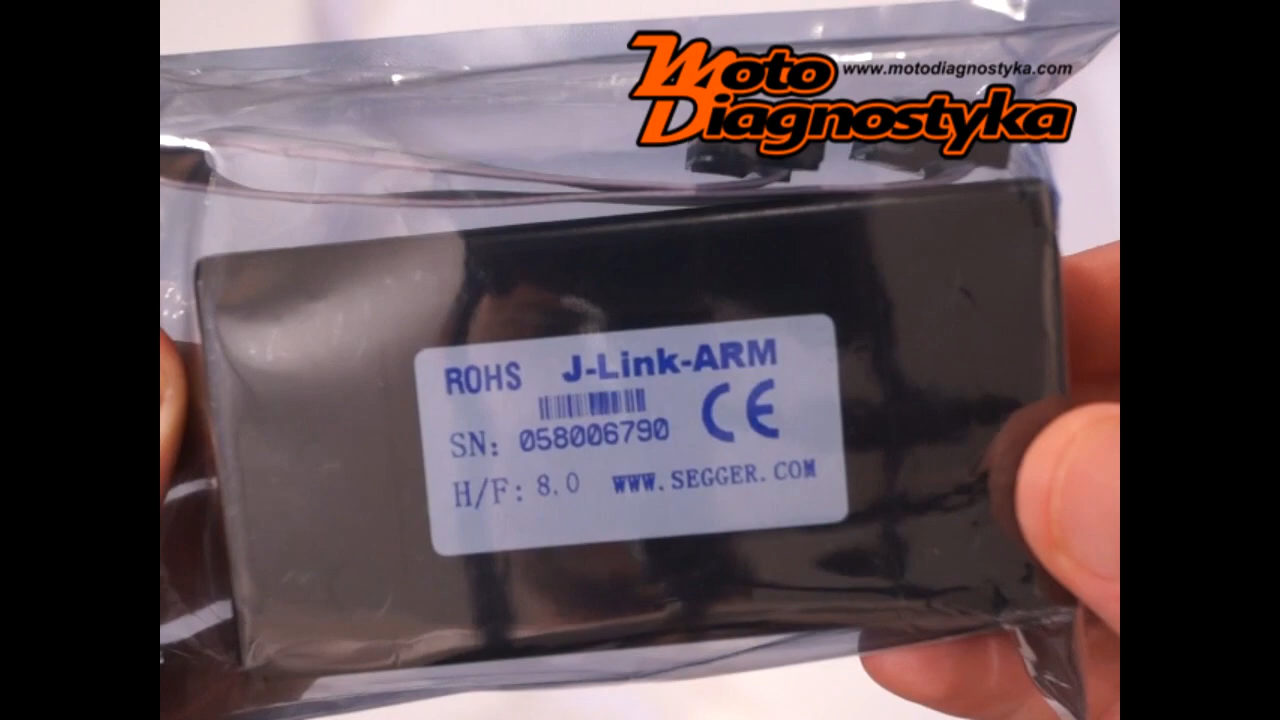 Moto www.motodiagnostyka.com
Diagnostyka
ROHS J-Link-ARM
CE
SN: 058006790
H/F: 8.0 WWW.SEGGER.COM